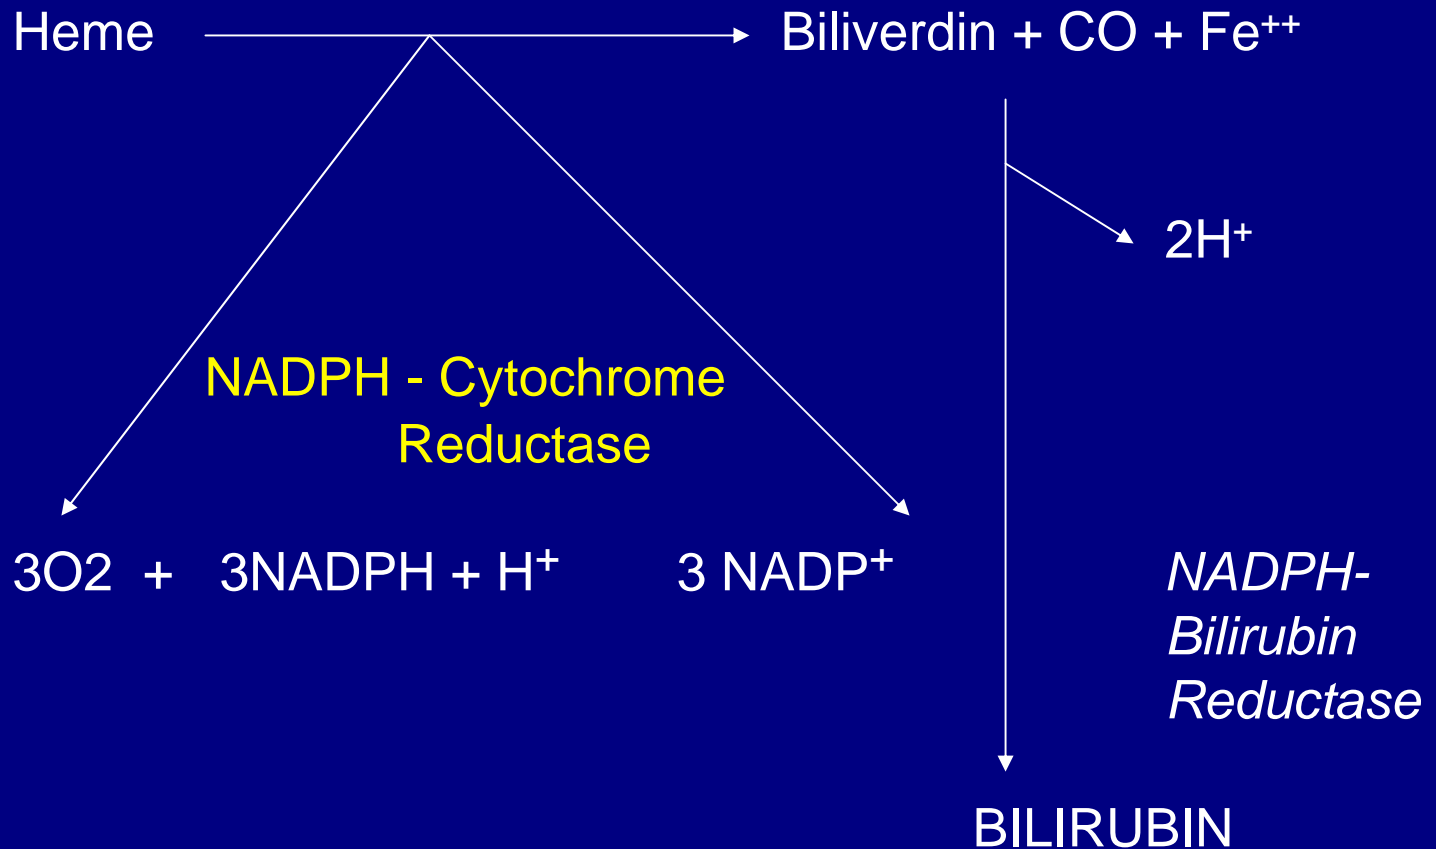 Heme Biliverdin + CO + Fe⁺⁺
2H⁺
NADPH - Cytochrome
Reductase
3O2 + 3NADPH + H⁺ 3 NADP⁺
NADPH-
Bilirubin
Reductase
BILIRUBIN